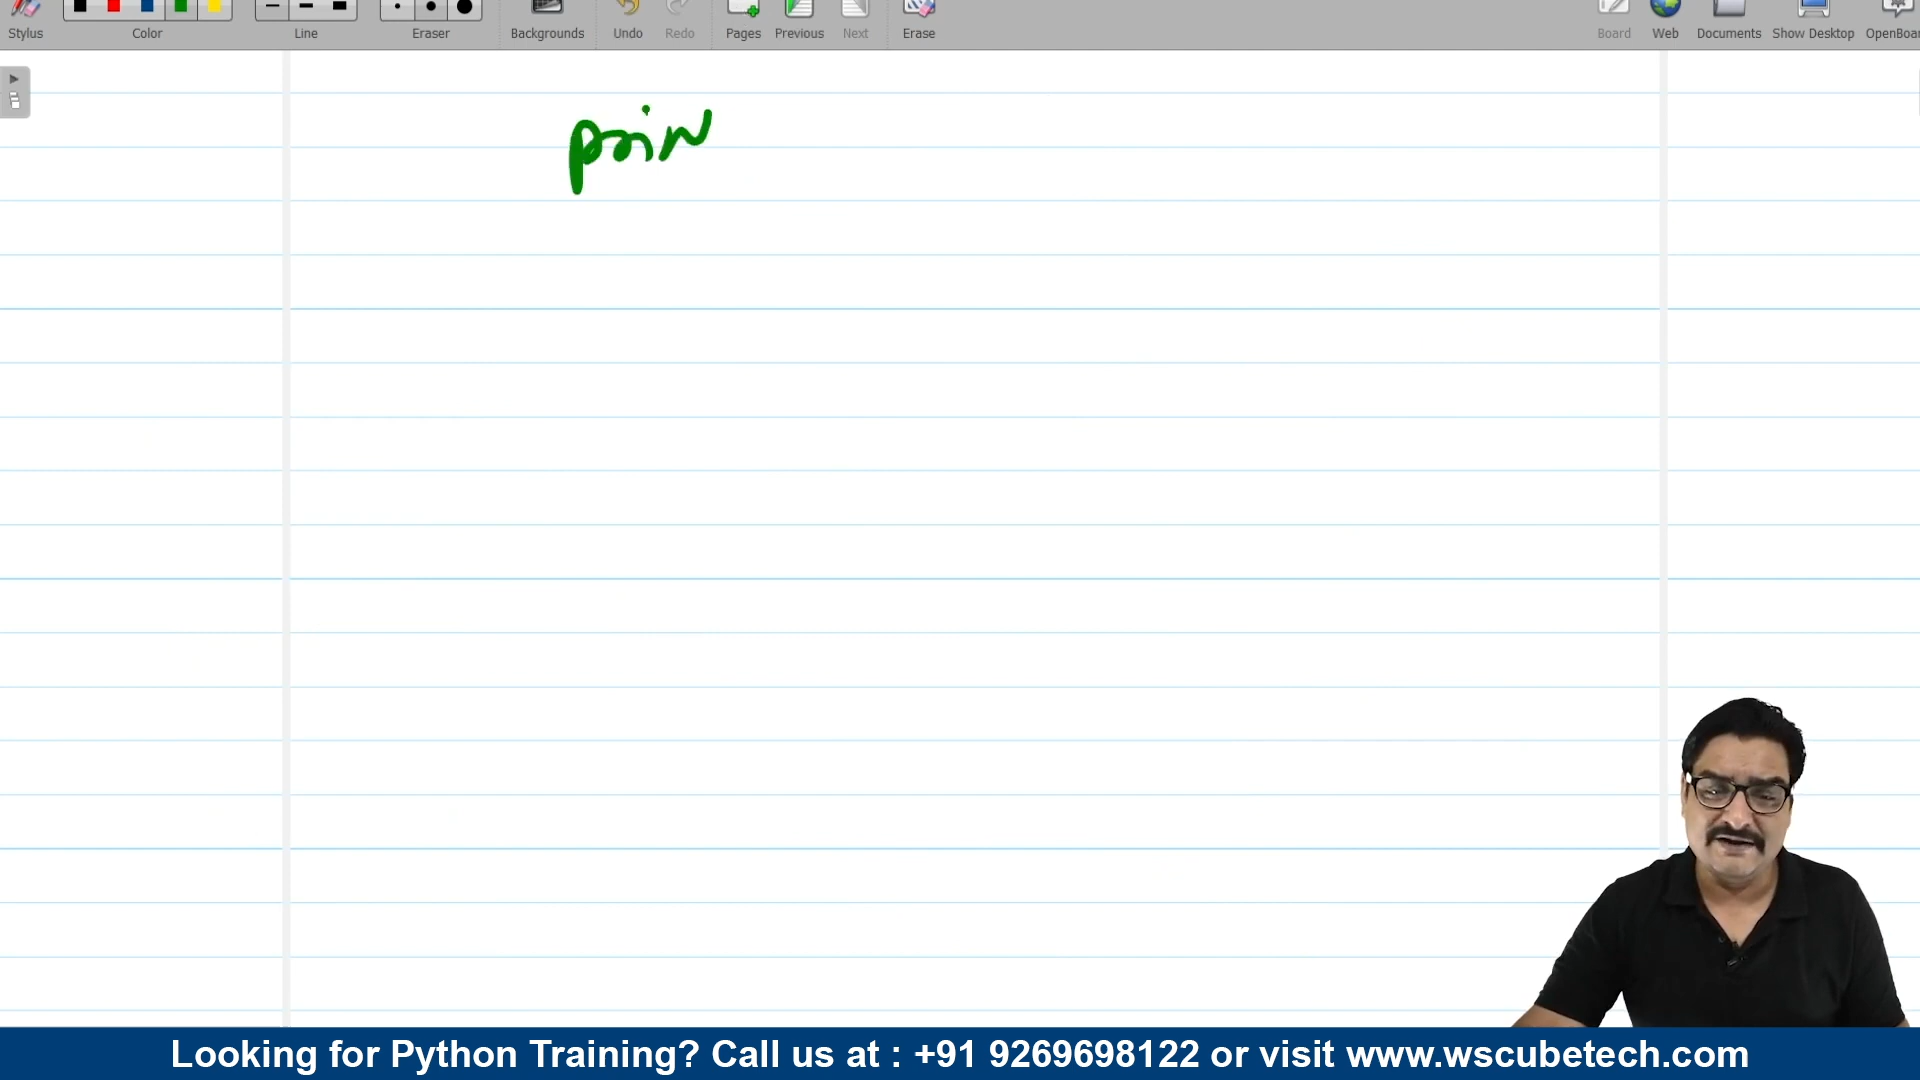 Stylus Color Line Eraser Backgrounds Undo Redo Pages Previous Next Erase Board Web Documents Show Desktop OpenBoar
prin
Looking for Python Training? Call us at : +91 9269698122 or visit www.wscubetech.com